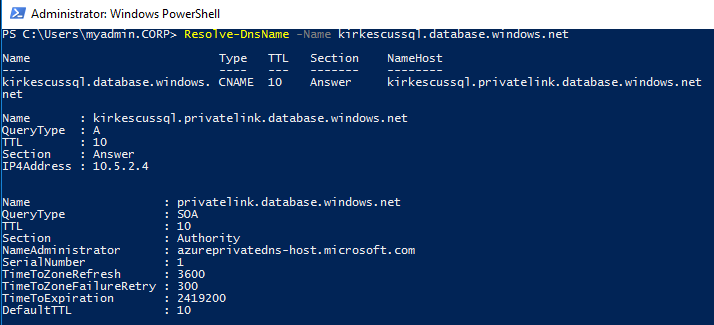 Administrator: Windows PowerShell
PS C:\Users\myadmin.CORP> Resolve-DnsName -Name kirkescussql.database.windows.net
Name                           Type   TTL   Section    NameHost
----                           ----   ---   -------    --------
kirkescussql.database.windows. CNAME  10    Answer     kirkescussql.privatelink.database.windows.net
net
Name       : kirkescussql.privatelink.database.windows.net
QueryType  : A
TTL        : 10
Section    : Answer
IP4Address : 10.5.2.4
Name                   : privatelink.database.windows.net
QueryType              : SOA
TTL                    : 10
Section                : Authority
NameAdministrator      : azureprivatedns-host.microsoft.com
SerialNumber           : 1
TimeToZoneRefresh      : 3600
TimeToZoneFailureRetry : 300
TimeToExpiration       : 2419200
DefaultTTL             : 10